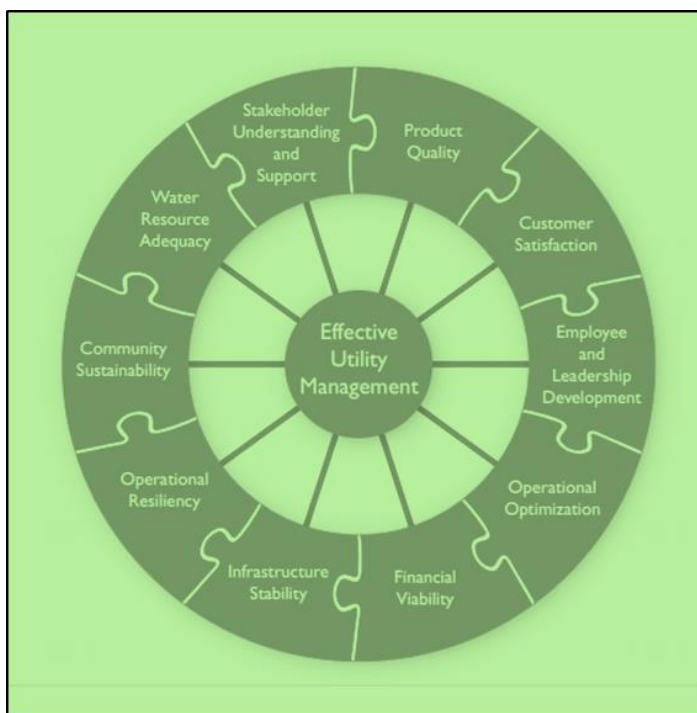 Stakeholder
Understanding
and
Support
Product
Quality
Customer
Satisfaction
Employee
and
Leadership
Development
Operational
Optimization
Financial
Viability
Infrastructure
Stability
Operational
Resiliency
Community
Sustainability
Water
Resource
Adequacy
Effective
Utility
Management